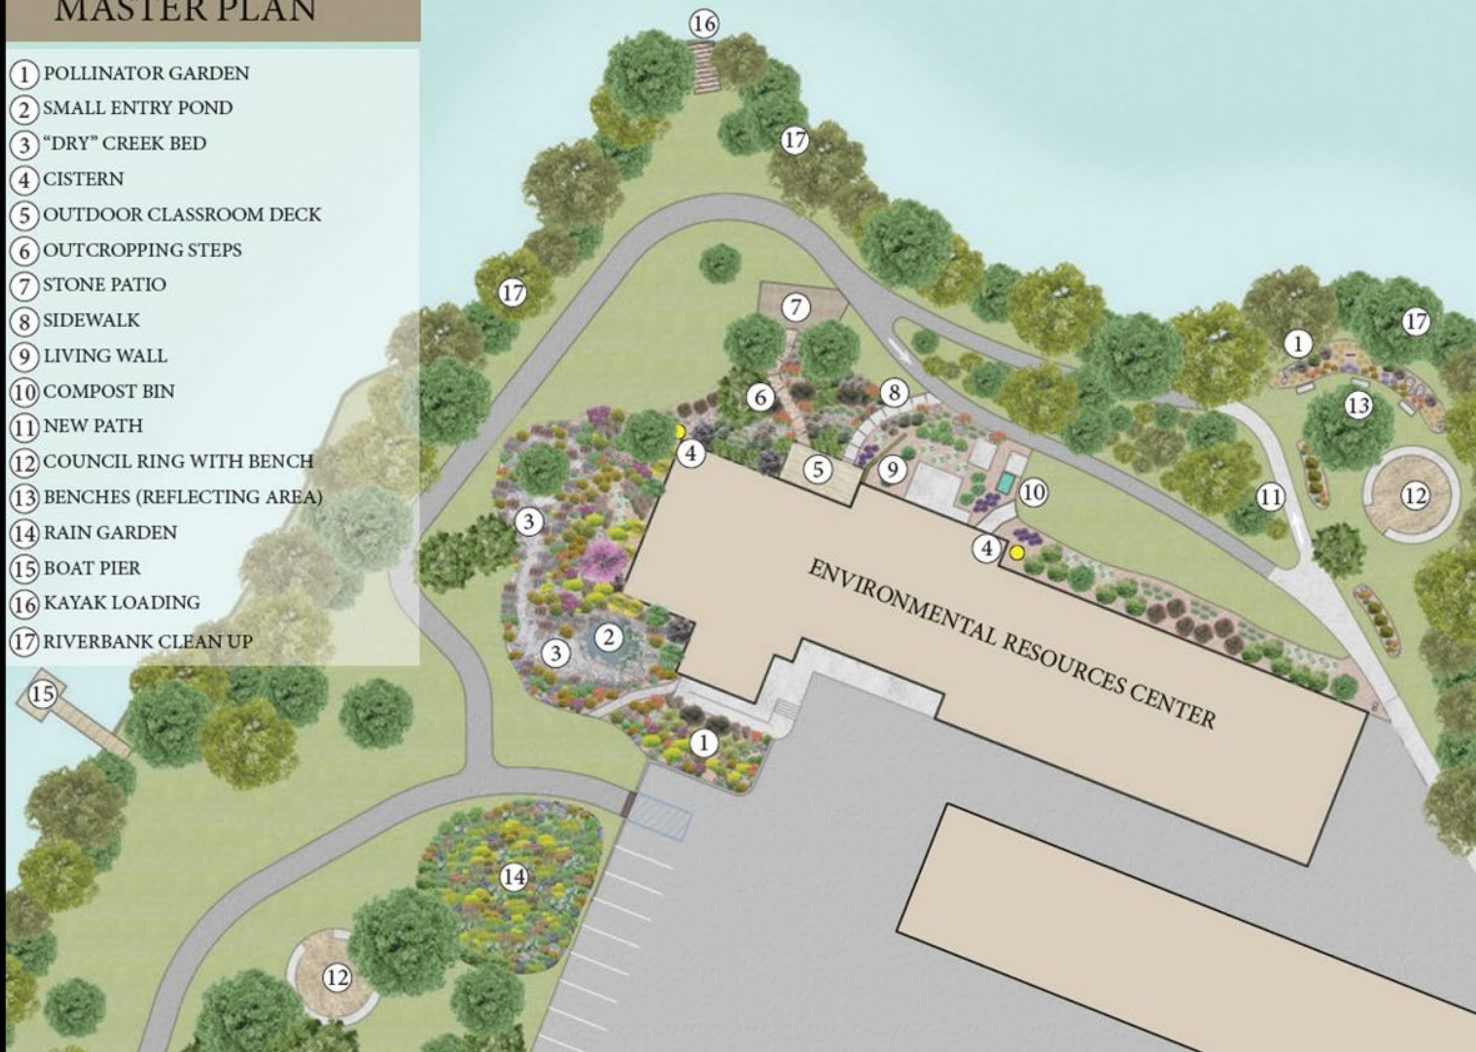 MASTER PLAN
1 POLLINATOR GARDEN
2 SMALL ENTRY POND
3 “DRY” CREEK BED
4 CISTERN
5 OUTDOOR CLASSROOM DECK
6 OUTCROPPING STEPS
7 STONE PATIO
8 SIDEWALK
9 LIVING WALL
10 COMPOST BIN
11 NEW PATH
12 COUNCIL RING WITH BENCH
13 BENCHES (REFLECTING AREA)
14 RAIN GARDEN
15 BOAT PIER
16 KAYAK LOADING
17 RIVERBANK CLEAN UP
16
17
17
7
17
1
6
8
13
4
5
9
10
12
11
3
4
ENVIRONMENTAL RESOURCES CENTER
2
3
15
1
14
12